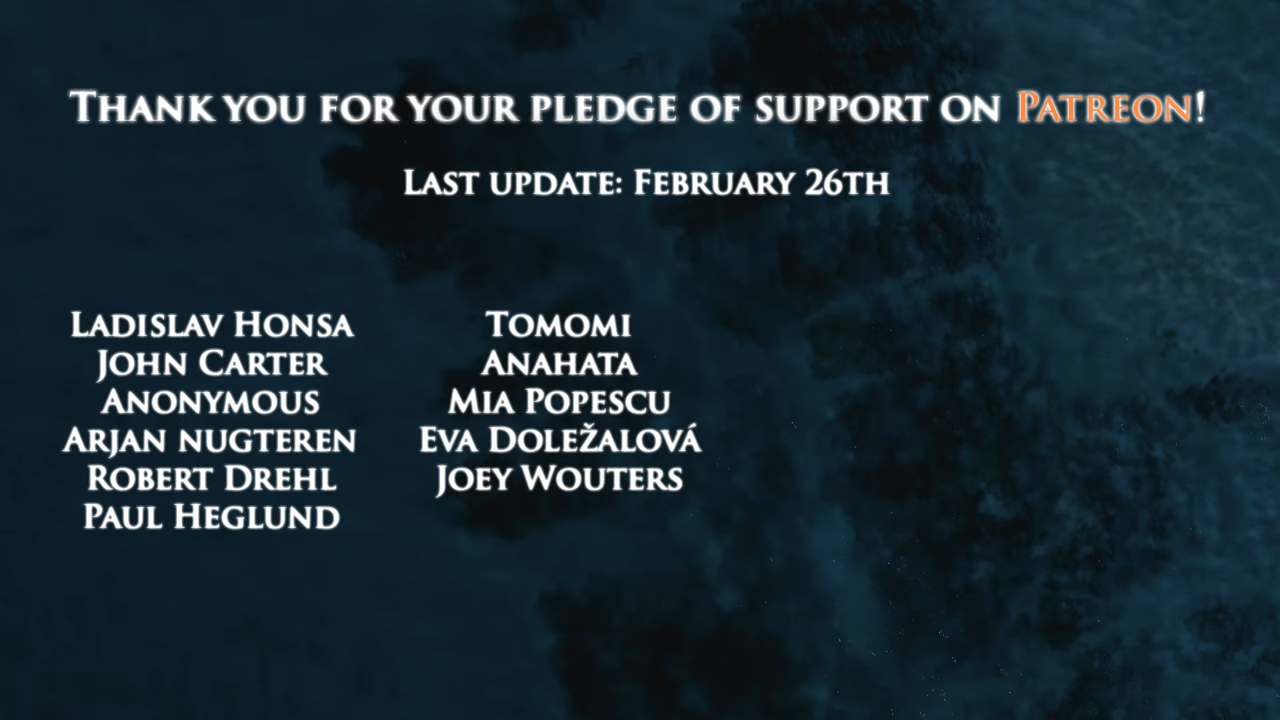 Thank you for your pledge of support on Patreon!
Last update: February 26th
Ladislav Honsa
John Carter
Anonymous
Arjan nugteren
Robert Drehl
Paul Heglund
Tomomi
Anahata
Mia Popescu
Eva Doležalová
Joey Wouters